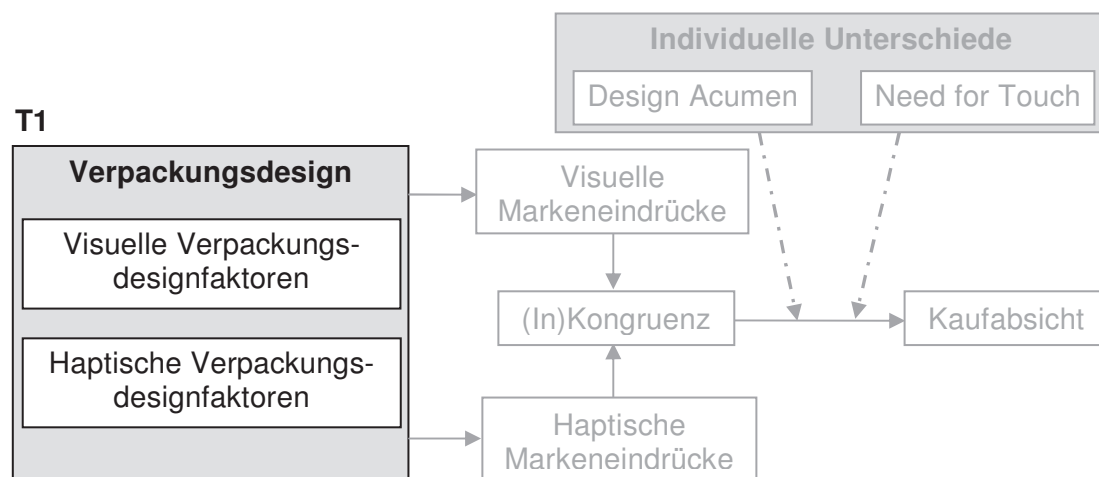 Individuelle Unterschiede
Design Acumen
Need for Touch
T1
Verpackungsdesign
Visuelle Verpackungs-
designfaktoren
Haptische Verpackungs-
designfaktoren
Visuelle
Markeneindrücke
(In)Kongruenz
Kaufabsicht
Haptische
Markeneindrücke